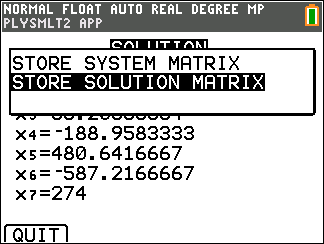 NORMAL FLOAT AUTO REAL DEGREE MP
PLYSMLT2 APP
SOLUTION
STORE SYSTEM MATRIX
STORE SOLUTION MATRIX
x4=-188.9583333
x5=480.6416667
x6=-587.2166667
x7=274
QUIT